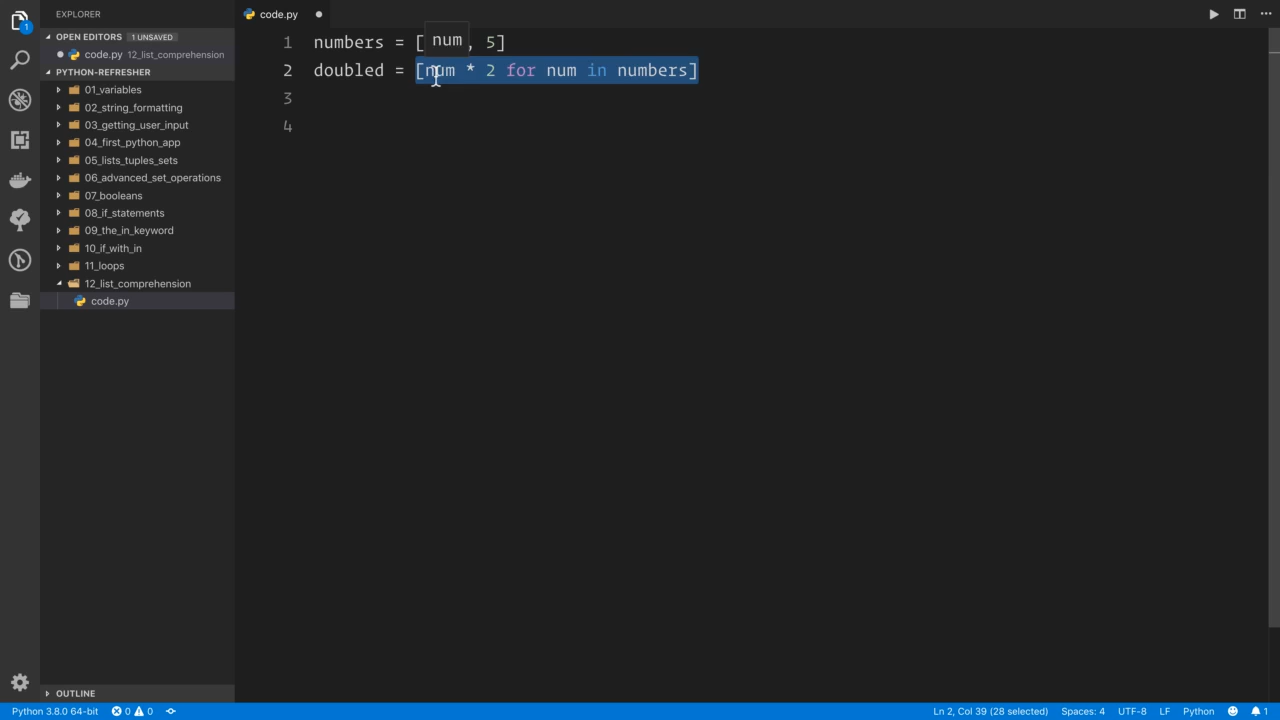 EXPLORER
OPEN EDITORS 1 UNSAVED
code.py 12_list_comprehension
PYTHON-REFRESHER
01_variables
02_string_formatting
03_getting_user_input
04_first_python_app
05_lists_tuples_sets
06_advanced_set_operations
07_booleans
08_if_statements
09_the_in_keyword
10_if_with_in
11_loops
12_list_comprehension
code.py
OUTLINE
1
code.py
num
1 numbers = [ , 5]
2 doubled = [num * 2 for num in numbers]
3
4
Python 3.8.0 64-bit 0 0 Ln 2, Col 39 (28 selected) Spaces: 4 UTF-8 LF Python 1